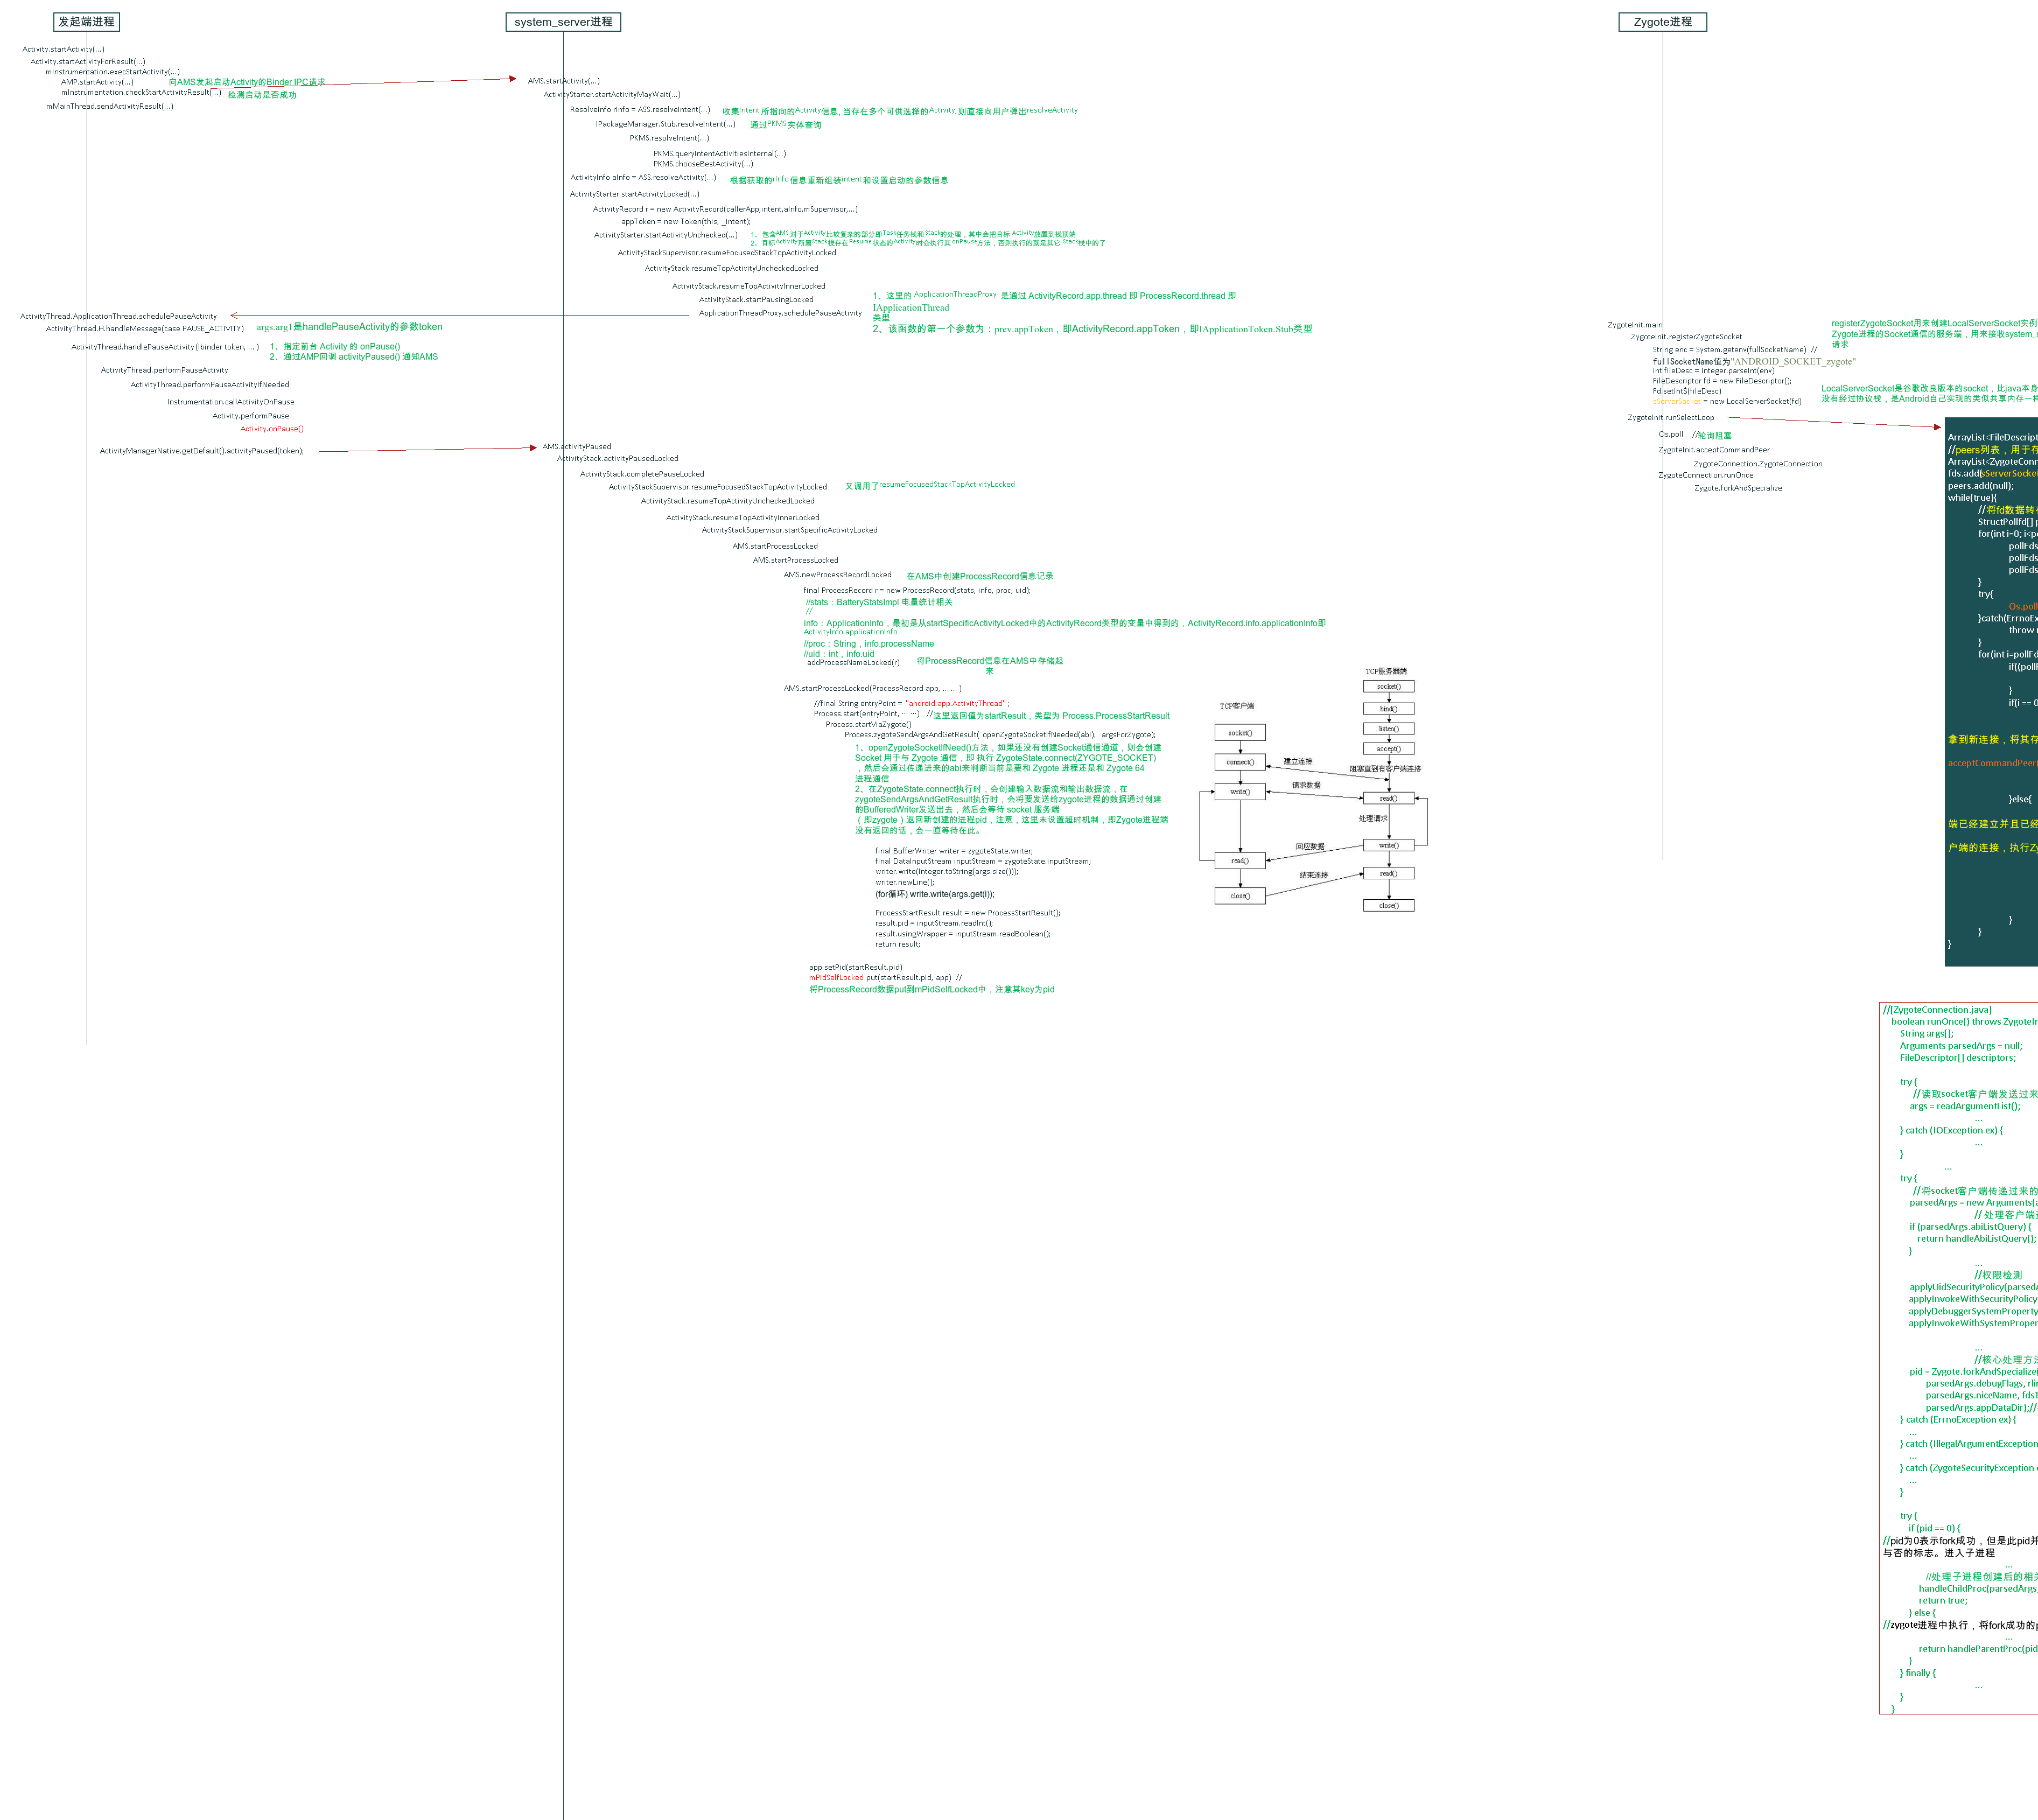 发起端进程
Activity.startActivity(...)
Activity.startActivityForResult(...)
mInstrumentation.execStartActivity(...)
AMP.startActivity(...) 向AMS发起启动Activity的Binder IPC请求
mInstrumentation.checkStartActivityResult(...) 检测启动是否成功
mMainThread.sendActivityResult(...)
ActivityThread.ApplicationThread.schedulePauseActivity
ActivityThread.H.handleMessage(case PAUSE_ACTIVITY) args.arg1是handlePauseActivity的参数token
ActivityThread.handlePauseActivity(Ibinder token, ... )
1、指定前台 Activity 的 onPause()
2、通过AMP回调 activityPaused() 通知AMS
ActivityThread.performPauseActivity
ActivityThread.performPauseActivityIfNeeded
Instrumentation.callActivityOnPause
Activity.performPause
Activity.onPause()
ActivityManagerNative.getDefault().activityPaused(token);
system_server进程
AMS.startActivity(...)
ActivityStarter.startActivityMayWait(...)
ResolveInfo rInfo = ASS.resolveIntent(...) 收集Intent 所指向的Activity信息, 当存在多个可供选择的Activity,则直接向用户弹出resolveActivity
IPackageManager.Stub.resolveIntent(...) 通过PKMS实体查询
PKMS.resolveIntent(...)
PKMS.queryIntentActivitiesInternal(...)
PKMS.chooseBestActivity(...)
ActivityInfo aInfo = ASS.resolveActivity(...) 根据获取的rInfo 信息重新组装intent 和设置启动的参数信息
ActivityStarter.startActivityLocked(...)
ActivityRecord r = new ActivityRecord(callerApp,intent,aInfo,mSupervisor,...)
appToken = new Token(this, _intent);
ActivityStarter.startActivityUnchecked(...)
1、包含AMS 对于Activity比较复杂的部分即Task任务栈和Stack的处理，其中会把目标 Activity放置到栈顶端
2、目标Activity所属Stack栈存在Resume状态的Activity时会执行其 onPause方法，否则执行的就是其它 Stack栈中的了
ActivityStackSupervisor.resumeFocusedStackTopActivityLocked
ActivityStack.resumeTopActivityUncheckedLocked
ActivityStack.resumeTopActivityInnerLocked
ActivityStack.startPausingLocked
ApplicationThreadProxy.schedulePauseActivity
1、这里的 ApplicationThreadProxy 是通过 ActivityRecord.app.thread 即 ProcessRecord.thread 即
IApplicationThread
类型
2、该函数的第一个参数为：prev.appToken，即ActivityRecord.appToken，即IApplicationToken.Stub类型
AMS.activityPaused
ActivityStack.activityPausedLocked
ActivityStack.completePauseLocked
ActivityStackSupervisor.resumeFocusedStackTopActivityLocked 又调用了resumeFocusedStackTopActivityLocked
ActivityStack.resumeTopActivityUncheckedLocked
ActivityStack.resumeTopActivityInnerLocked
ActivityStackSupervisor.startSpecificActivityLocked
AMS.startProcessLocked
AMS.startProcessLocked
AMS.newProcessRecordLocked 在AMS中创建ProcessRecord信息记录
final ProcessRecord r = new ProcessRecord(stats, info, proc, uid);
//stats：BatteryStatsImpl 电量统计相关
//
info：ApplicationInfo，最初是从startSpecificActivityLocked中的ActivityRecord类型的变量中得到的，ActivityRecord.info.applicationInfo即
ActivityInfo.applicationInfo
//proc：String，info.processName
//uid：int，info.uid
addProcessNameLocked(r) 将ProcessRecord信息在AMS中存储起
来
AMS.startProcessLocked(ProcessRecord app, ... ... )
//final String entryPoint = "android.app.ActivityThread" ;
Process.start(entryPoint, ··· ···) //这里返回值为startResult，类型为 Process.ProcessStartResult
Process.startViaZygote()
Process.zygoteSendArgsAndGetResult( openZygoteSocketIfNeeded(abi), argsForZygote);
1、openZygoteSocketIfNeed()方法，如果还没有创建Socket通信通道，则会创建
Socket 用于与 Zygote 通信，即 执行 ZygoteState.connect(ZYGOTE_SOCKET)
，然后会通过传递进来的abi来判断当前是要和 Zygote 进程还是和 Zygote 64
进程通信
2、在ZygoteState.connect执行时，会创建输入数据流和输出数据流，在
zygoteSendArgsAndGetResult执行时，会将要发送给zygote进程的数据通过创建
的BufferedWriter发送出去，然后会等待 socket 服务端
（即zygote）返回新创建的进程pid，注意，这里未设置超时机制，即Zygote进程端
没有返回的话，会一直等待在此。
final BufferWriter writer = zygoteState.writer;
final DataInputStream inputStream = zygoteState.inputStream;
writer.write(Integer.toString(args.size()));
writer.newLine();
(for循环) write.write(args.get(i));
ProcessStartResult result = new ProcessStartResult();
result.pid = inputStream.readInt();
result.usingWrapper = inputStream.readBoolean();
return result;
app.setPid(startResult.pid)
mPidSelfLocked.put(startResult.pid, app) //
将ProcessRecord数据put到mPidSelfLocked中，注意其key为pid
TCP客户端
socket()
connect()
write()
read()
close()
建立连接
请求数据
回应数据
结束连接
TCP服务器端
socket()
bind()
listen()
accept()
阻塞直到有客户端连接
read()
处理请求
write()
read()
close()
Zygote进程
ZygoteInit.main
ZygoteInit.registerZygoteSocket
registerZygoteSocket用来创建LocalServerSocket实例
Zygote进程的Socket通信的服务端，用来接收system_s
请求
String enc = System.getenv(fullSocketName) //
fullSocketName值为"ANDROID_SOCKET_zygote"
int fileDesc = Integer.parseInt(env)
FileDescriptor fd = new FileDescriptor();
Fd.setInt$(fileDesc)
sServerSocket = new LocalServerSocket(fd)
LocalServerSocket是谷歌改良版本的socket，比java本身
没有经过协议栈，是Android自己实现的类似共享内存一样
ZygoteInit.runSelectLoop
Os.poll //轮询阻塞
ZygoteInit.acceptCommandPeer
ZygoteConnection.ZygoteConnection
ZygoteConnection.runOnce
Zygote.forkAndSpecialize
ArrayList<FileDescript
//peers列表，用于存
ArrayList<ZygoteConn
fds.add(sServerSocket
peers.add(null);
while(true){
//将fd数据转
StructPollfd[] p
for(int i=0; i<po
pollFds
pollFds
pollFds
}
try{
Os.poll
}catch(ErrnoEx
throw n
}
for(int i=pollFd
if((pollF
}
if(i == 0
拿到新连接，将其存
acceptCommandPeer(
}else{
端已经建立并且已经
户端的连接，执行Zy
}
}
}
//[ZygoteConnection.java]
boolean runOnce() throws ZygoteIn
String args[];
Arguments parsedArgs = null;
FileDescriptor[] descriptors;
try {
//读取socket客户端发送过来
args = readArgumentList();
...
} catch (IOException ex) {
...
}
...
try {
//将socket客户端传递过来的
parsedArgs = new Arguments(a
// 处理客户端
if (parsedArgs.abiListQuery) {
return handleAbiListQuery();
}
...
//权限检测
applyUidSecurityPolicy(parsedA
applyInvokeWithSecurityPolicy
applyDebuggerSystemProperty
applyInvokeWithSystemProper
...
//核心处理方法
pid = Zygote.forkAndSpecialize(
parsedArgs.debugFlags, rlin
parsedArgs.niceName, fdsT
parsedArgs.appDataDir);//
} catch (ErrnoException ex) {
...
} catch (IllegalArgumentException
...
} catch (ZygoteSecurityException e
...
}
try {
if (pid == 0) {
//pid为0表示fork成功，但是此pid并
与否的标志。进入子进程
...
//处理子进程创建后的相关
handleChildProc(parsedArgs,
return true;
} else {
//zygote进程中执行，将fork成功的p
...
return handleParentProc(pid
}
} finally {
...
}
}